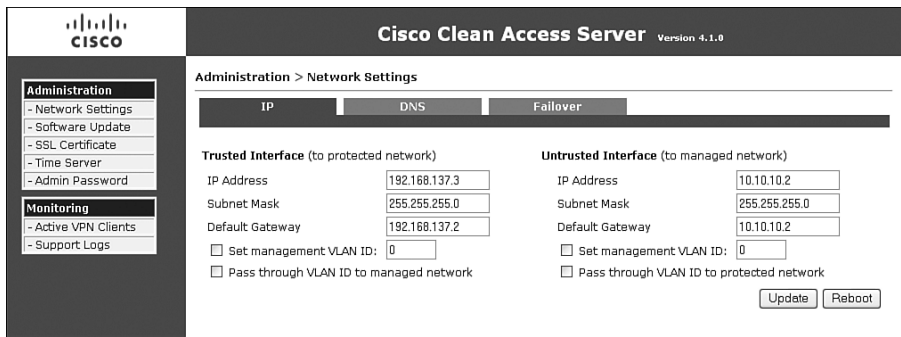 CISCO
Cisco Clean Access Server Version 4.1.0
Administration
- Network Settings
- Software Update
- SSL Certificate
- Time Server
- Admin Password
Monitoring
- Active VPN Clients
- Support Logs
Administration > Network Settings
IP DNS Failover
Trusted Interface (to protected network)
IP Address 192.168.137.3
Subnet Mask 255.255.255.0
Default Gateway 192.168.137.2
Set management VLAN ID: 0
Pass through VLAN ID to managed network
Untrusted Interface (to managed network)
IP Address 10.10.10.2
Subnet Mask 255.255.255.0
Default Gateway 10.10.10.2
Set management VLAN ID: 0
Pass through VLAN ID to protected network
Update Reboot